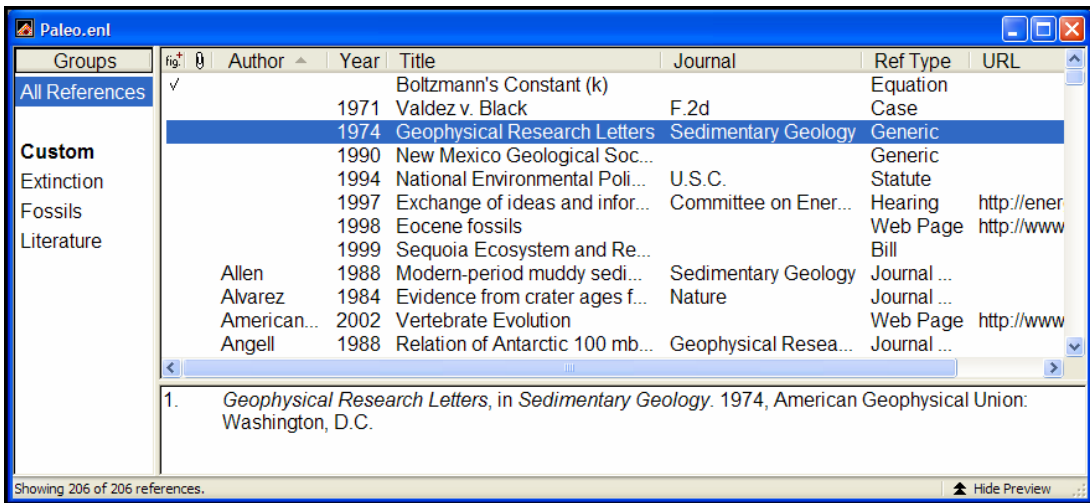 Paleo.enl
Groups fig. Author Year Title Journal Ref Type URL
All References
Custom
Extinction
Fossils
Literature
Boltzmann's Constant (k) Equation
1971 Valdez v. Black F.2d Case
1974 Geophysical Research Letters Sedimentary Geology Generic
1990 New Mexico Geological Soc... Generic
1994 National Environmental Poli... U.S.C. Statute
1997 Exchange of ideas and infor... Committee on Ener... Hearing http://ener
1998 Eocene fossils Web Page http://www
1999 Sequoia Ecosystem and Re... Bill
Allen 1988 Modern-period muddy sedi... Sedimentary Geology Journal ...
Alvarez 1984 Evidence from crater ages f... Nature Journal ...
American... 2002 Vertebrate Evolution Web Page http://www
Angell 1988 Relation of Antarctic 100 mb... Geophysical Resea... Journal ...
1. Geophysical Research Letters, in Sedimentary Geology. 1974, American Geophysical Union:
Washington, D.C.
Showing 206 of 206 references. Hide Preview